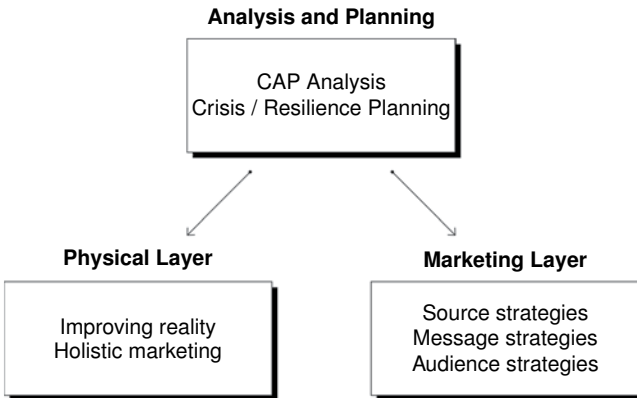 Analysis and Planning
CAP Analysis
Crisis / Resilience Planning
Physical Layer
Improving reality
Holistic marketing
Marketing Layer
Source strategies
Message strategies
Audience strategies